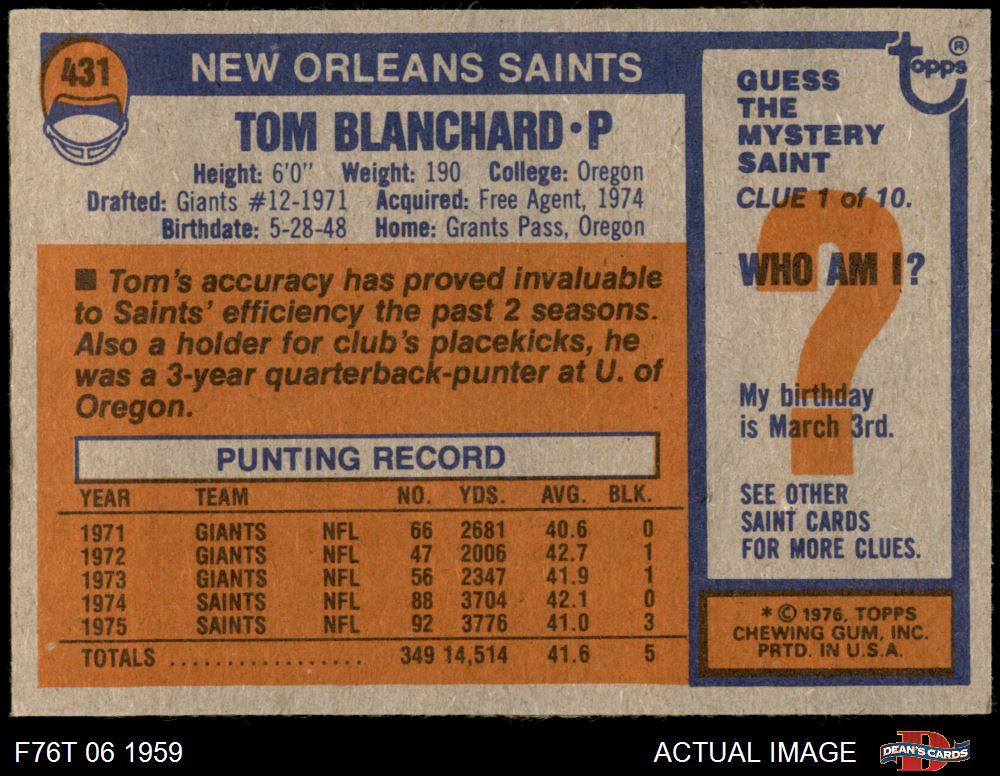 431
NEW ORLEANS SAINTS
TOM BLANCHARD•P
Height: 6'0" Weight: 190 College: Oregon
Drafted: Giants #12-1971 Acquired: Free Agent, 1974
Birthdate: 5-28-48 Home: Grants Pass, Oregon
■ Tom's accuracy has proved invaluable
to Saints' efficiency the past 2 seasons.
Also a holder for club's placekicks, he
was a 3-year quarterback-punter at U. of
Oregon.
PUNTING RECORD
YEAR TEAM NO. YDS. AVG. BLK.
1971 GIANTS NFL 66 2681 40.6 0
1972 GIANTS NFL 47 2006 42.7 1
1973 GIANTS NFL 56 2347 41.9 1
1974 SAINTS NFL 88 3704 42.1 0
1975 SAINTS NFL 92 3776 41.0 3
TOTALS .................. 349 14,514 41.6 5
topps ®
GUESS
THE
MYSTERY
SAINT
CLUE 1 of 10.
?
WHO AM I?
My birthday
is March 3rd.
SEE OTHER
SAINT CARDS
FOR MORE CLUES.
* © 1976, TOPPS
CHEWING GUM, INC.
PRTD. IN U.S.A.
F76T 06 1959
ACTUAL IMAGE
D
DEAN'S CARDS